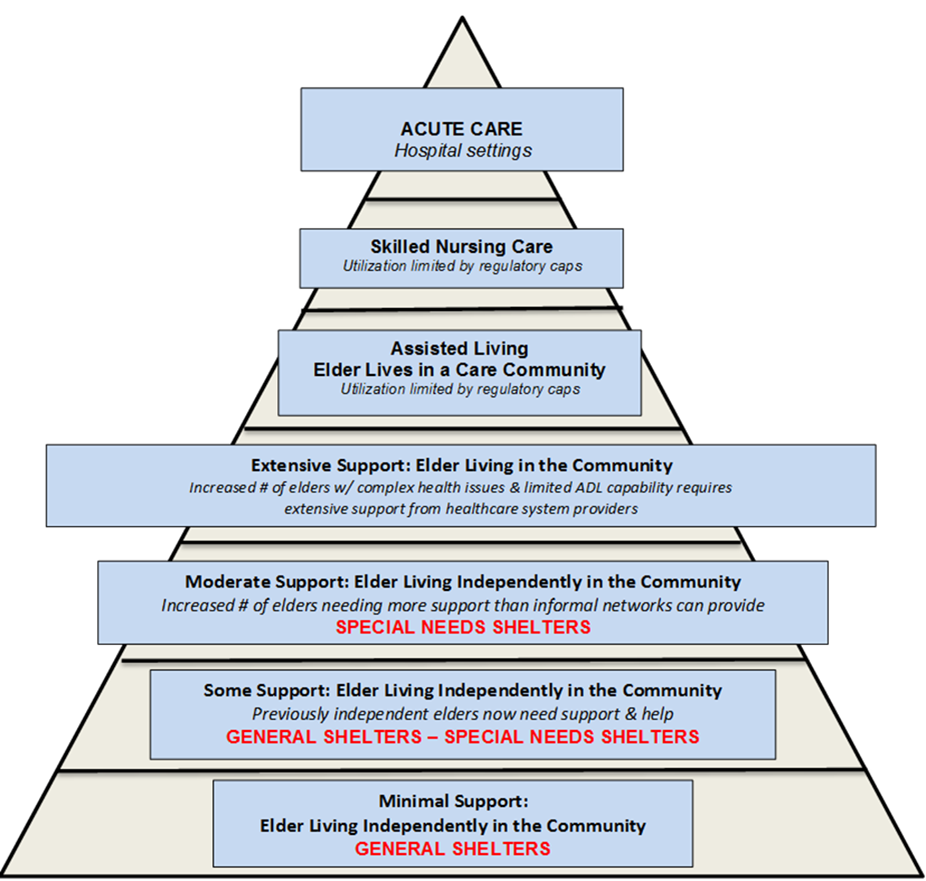 ACUTE CARE
Hospital settings
Skilled Nursing Care
Utilization limited by regulatory caps
Assisted Living
Elder Lives in a Care Community
Utilization limited by regulatory caps
Extensive Support: Elder Living in the Community
Increased # of elders w/ complex health issues & limited ADL capability requires
extensive support from healthcare system providers
Moderate Support: Elder Living Independently in the Community
Increased # of elders needing more support than informal networks can provide
SPECIAL NEEDS SHELTERS
Some Support: Elder Living Independently in the Community
Previously independent elders now need support & help
GENERAL SHELTERS – SPECIAL NEEDS SHELTERS
Minimal Support:
Elder Living Independently in the Community
GENERAL SHELTERS